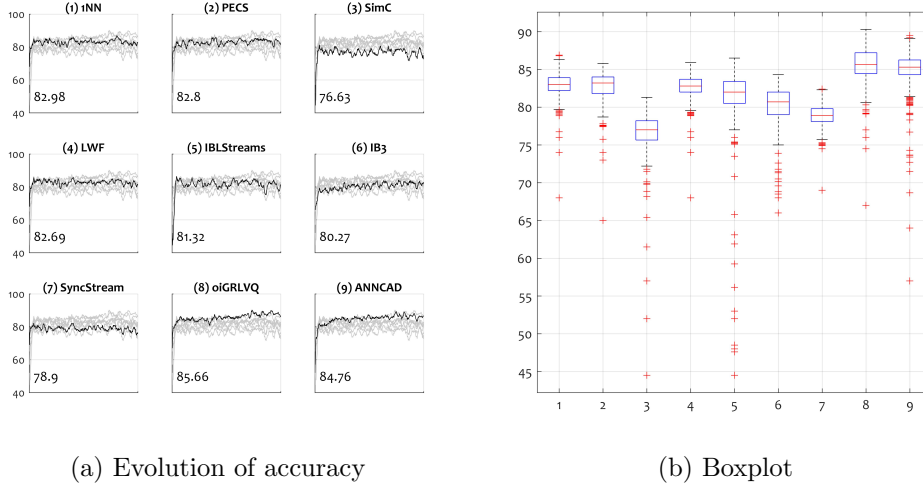 (1) 1NN (2) PECS (3) SimC
100
80
60
40
82.98 82.8 76.63
(4) LWF (5) IBLStreams (6) IB3
100
80
60
40
82.69 81.32 80.27
(7) SyncStream (8) oiGRLVQ (9) ANNCAD
100
80
60
40
78.9 85.66 84.76
(a) Evolution of accuracy
90
85
80
75
70
65
60
55
50
45
1 2 3 4 5 6 7 8 9
(b) Boxplot